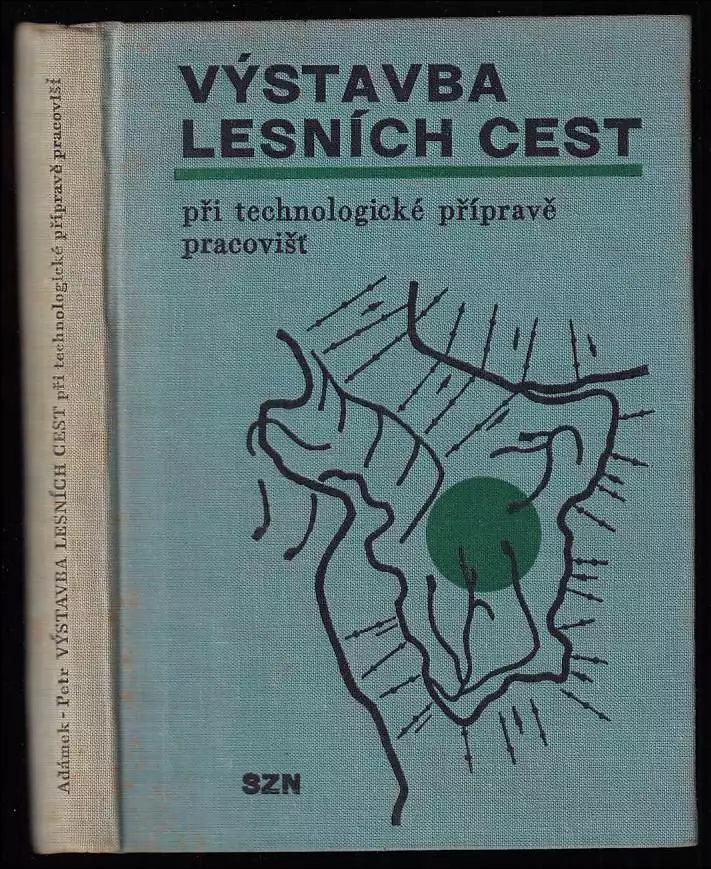 VÝSTAVBA
LESNÍCH CEST
při technologické přípravě
pracovišť
SZN
Adámek - Petr VÝSTAVBA LESNÍCH CEST při technologické přípravě pracovišť